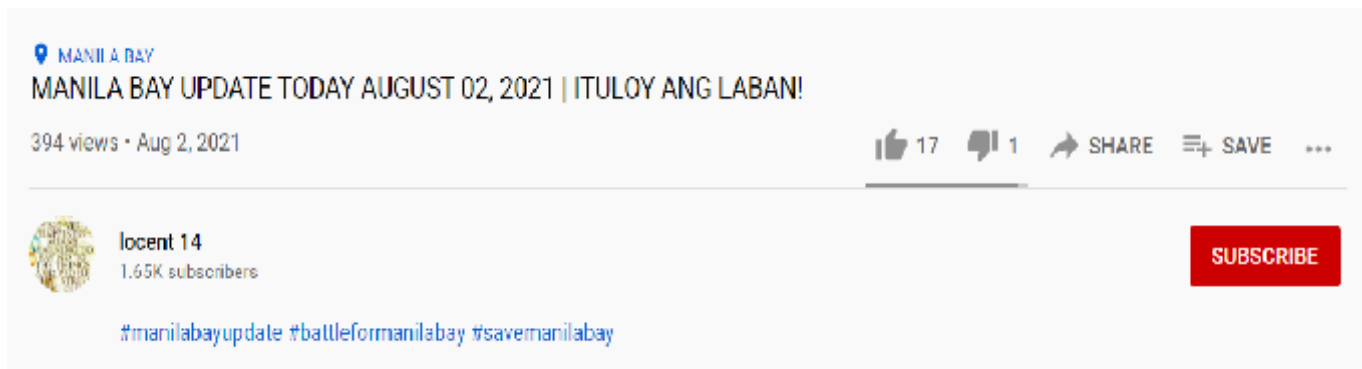 MANILA BAY
MANILA BAY UPDATE TODAY AUGUST 02, 2021 | ITULOY ANG LABAN!
394 views • Aug 2, 2021 17 1 SHARE SAVE ...
locent 14
1.65K subscribers
SUBSCRIBE
#manilabayupdate #battleformanilabay #savemanilabay